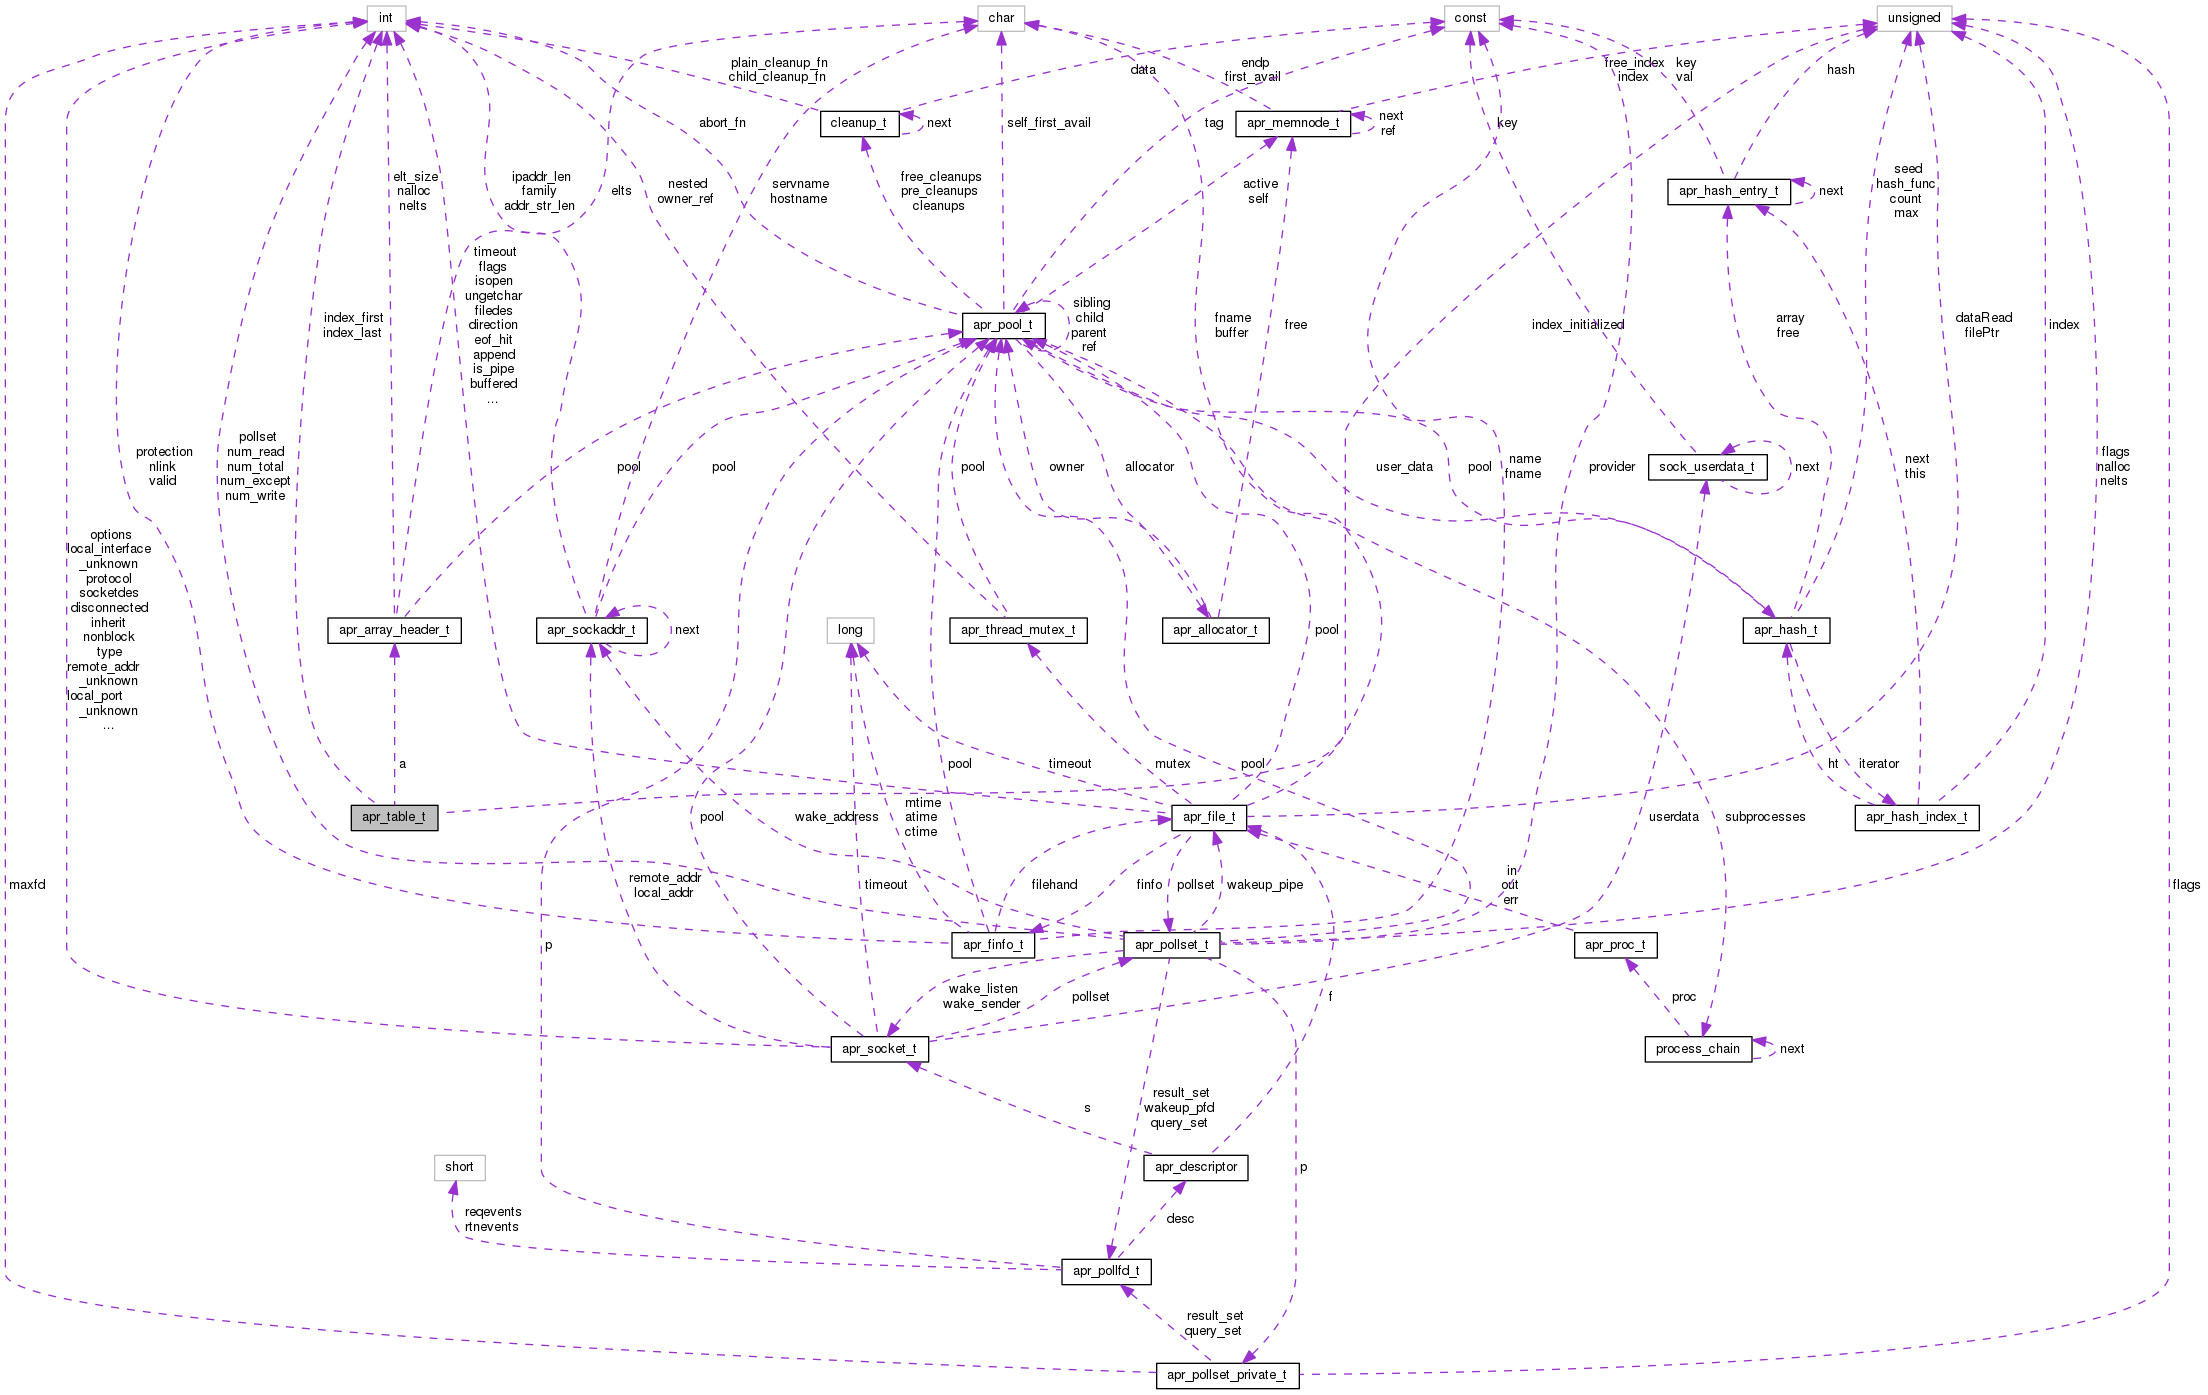 int
char
const
unsigned
plain_cleanup_fn
child_cleanup_fn
data
endp
first_avail
free_index
index
key
val
hash
cleanup_t
next
abort_fn
self_first_avail
tag
apr_memnode_t
next
ref
key
elt_size
nalloc
nelts
ipaddr_len
family
addr_str_len
elts
nested
owner_ref
servname
hostname
free_cleanups
pre_cleanups
cleanups
active
self
apr_hash_entry_t
next
seed
hash_func
count
max
timeout
flags
isopen
ungetchar
filedes
direction
eof_hit
append
is_pipe
buffered
...
index_first
index_last
apr_pool_t
sibling
child
parent
ref
fname
buffer
free
index_initialized
array
free
dataRead
filePtr
index
protection
nlink
valid
pollset
num_read
num_total
num_except
num_write
pool
pool
pool
owner
allocator
user_data
pool
name
fname
provider
sock_userdata_t
next
next
this
flags
nalloc
nelts
options
local_interface
_unknown
protocol
socketdes
disconnected
inherit
nonblock
type
remote_addr
_unknown
local_port
_unknown
...
apr_array_header_t
apr_sockaddr_t
next
long
apr_thread_mutex_t
apr_allocator_t
pool
apr_hash_t
a
pool
timeout
mutex
pool
ht
iterator
apr_table_t
pool
wake_address
mtime
atime
ctime
apr_file_t
userdata
subprocesses
apr_hash_index_t
maxfd
remote_addr
local_addr
timeout
filehand
finfo
pollset
wakeup_pipe
in
out
err
flags
p
apr_finfo_t
apr_pollset_t
apr_proc_t
wake_listen
wake_sender
pollset
f
proc
apr_socket_t
process_chain
next
s
result_set
wakeup_pfd
query_set
short
apr_descriptor
p
reqevents
rtnevents
desc
apr_pollfd_t
result_set
query_set
apr_pollset_private_t